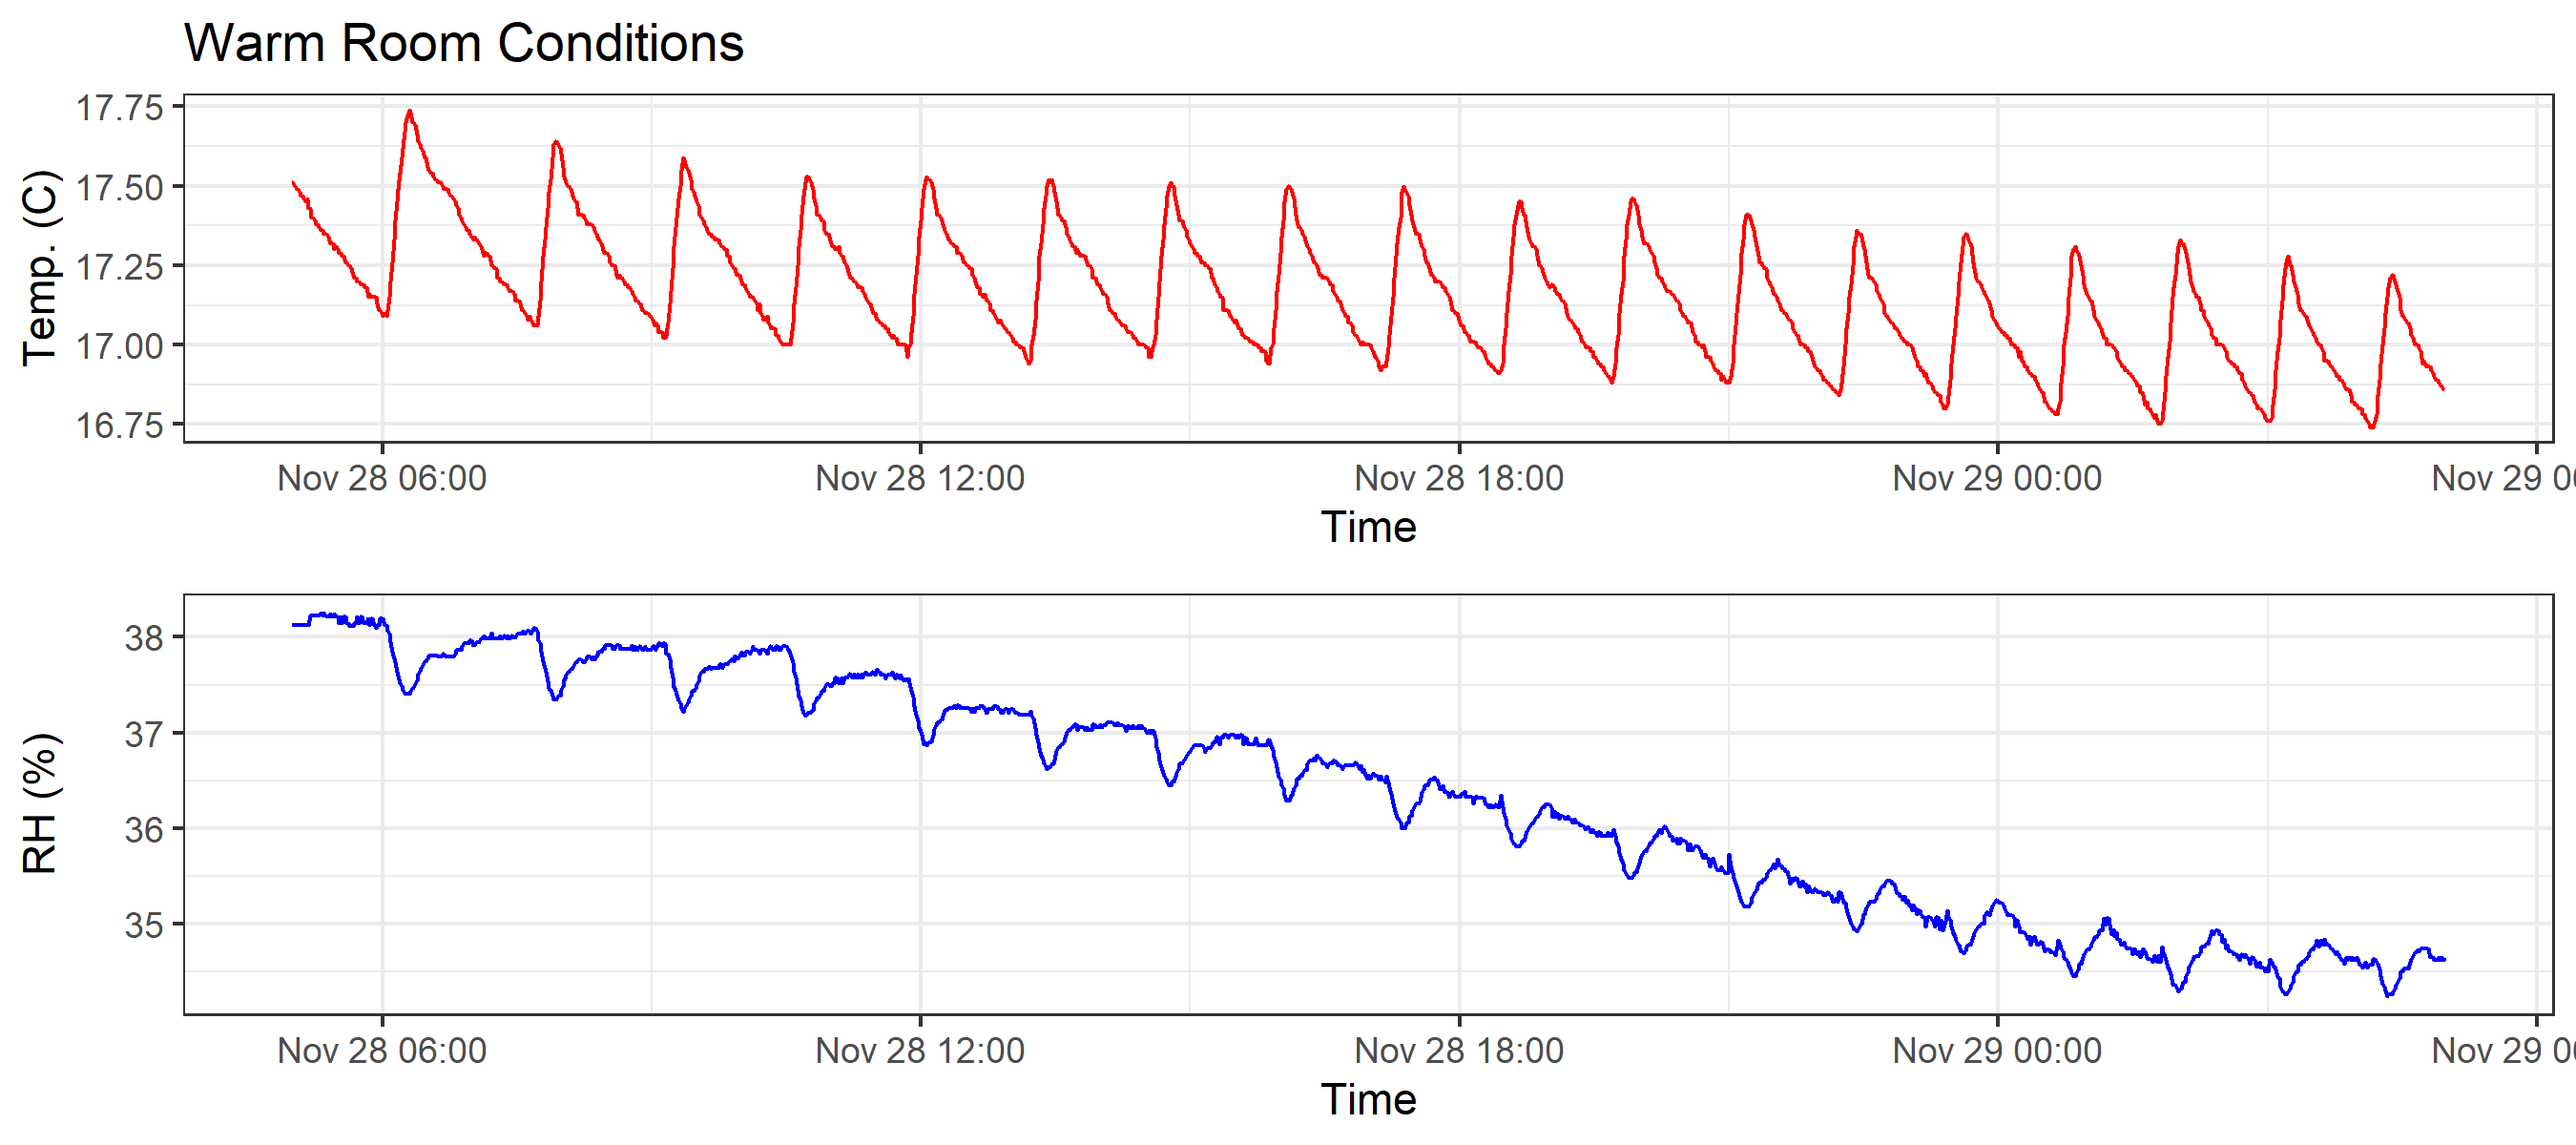 Warm Room Conditions
17.75
17.50
17.25
17.00
16.75
Temp. (C)
Nov 28 06:00 Nov 28 12:00 Nov 28 18:00 Nov 29 00:00 Nov 29 0
Time
38
37
36
35
RH (%)
Nov 28 06:00 Nov 28 12:00 Nov 28 18:00 Nov 29 00:00 Nov 29 0
Time